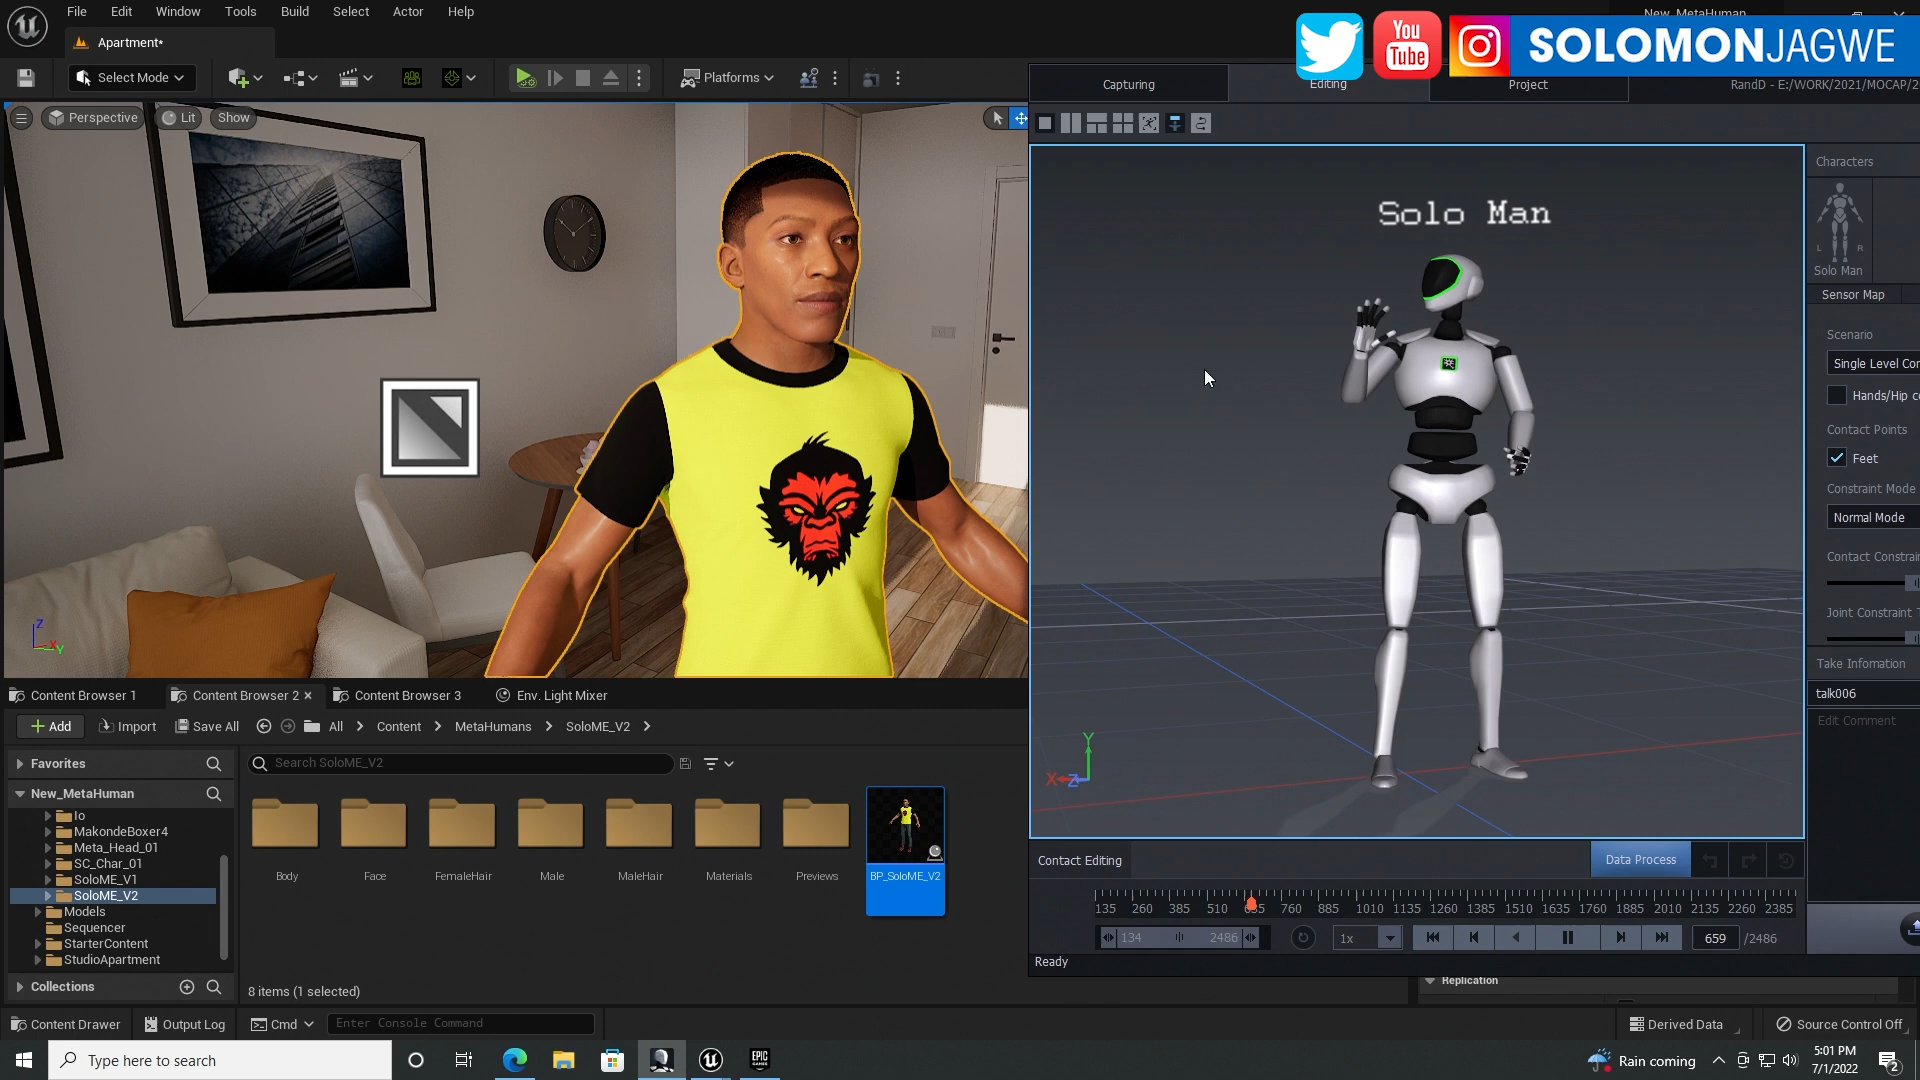 File Edit Window Tools Build Select Actor Help
New_MetaHuman
Apartment*
You
Tube
SOLOMONJAGWE
Select Mode
Platforms
Capturing Editing Project RandD - E:/WORK/2021/MOCAP/2
Perspective Lit Show
Characters
Solo Man
L R
Solo Man
Sensor Map
Scenario
Single Level Cor
Hands/Hip c
Contact Points
Feet
Constraint Mode
Normal Mode
Contact Constrain
Joint Constraint T
Take Infomation
talk006
Edit Comment
Z
X
Y
Y
X
Z
Content Browser 1 Content Browser 2 Content Browser 3 Env. Light Mixer
Add Import Save All All Content MetaHumans SoloME_V2
Favorites
Search SoloME_V2
New_MetaHuman
Io
MakondeBoxer4
Meta_Head_01
SC_Char_01
SoloME_V1
SoloME_V2
Models
Sequencer
StarterContent
StudioApartment
Collections
Body Face FemaleHair Male MaleHair Materials Previews BP_SoloME_V2
8 items (1 selected)
Contact Editing Data Process
135 260 385 510 635 760 885 1010 1135 1260 1385 1510 1635 1760 1885 2010 2135 2260 2385
134 2486 1x 659 /2486
Ready
Replication
Content Drawer Output Log Cmd Enter Console Command Derived Data Source Control Off
Type here to search
EPIC
GAMES
Rain coming
5:01 PM
7/1/2022
2